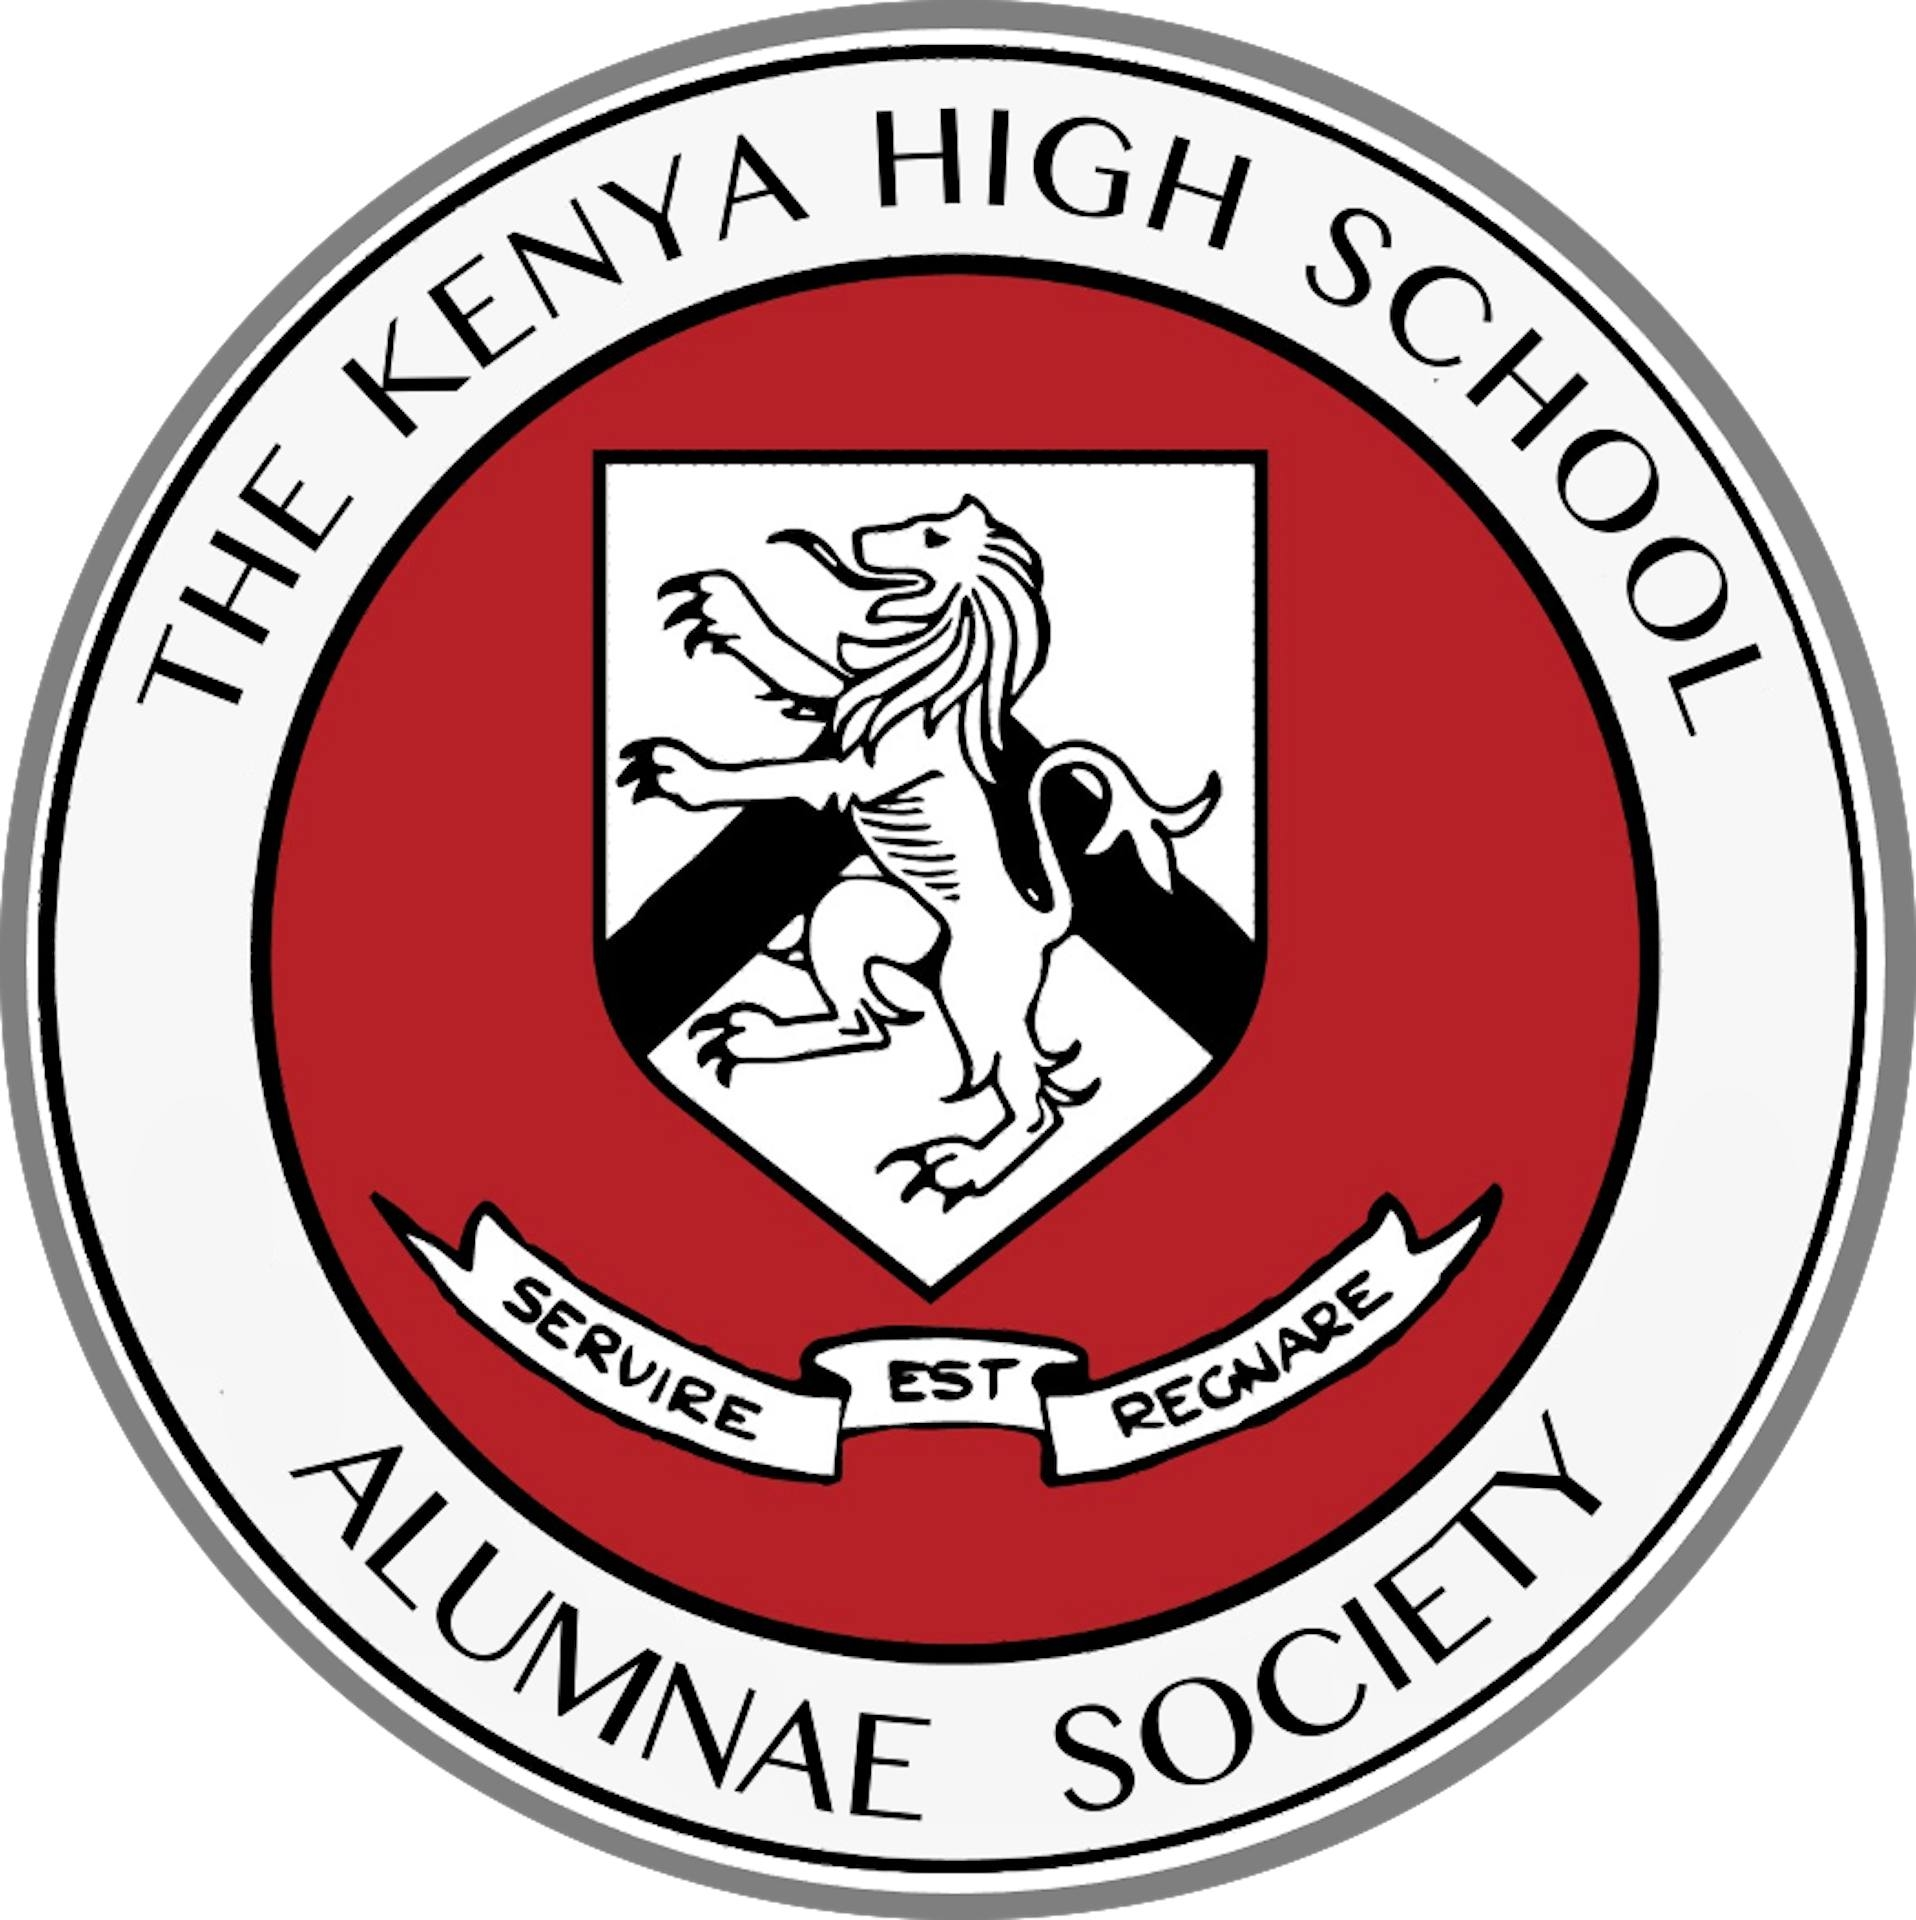 THE KENYA HIGH SCHOOL
SERVIRE EST REGNARE
ALUMNAE SOCIETY